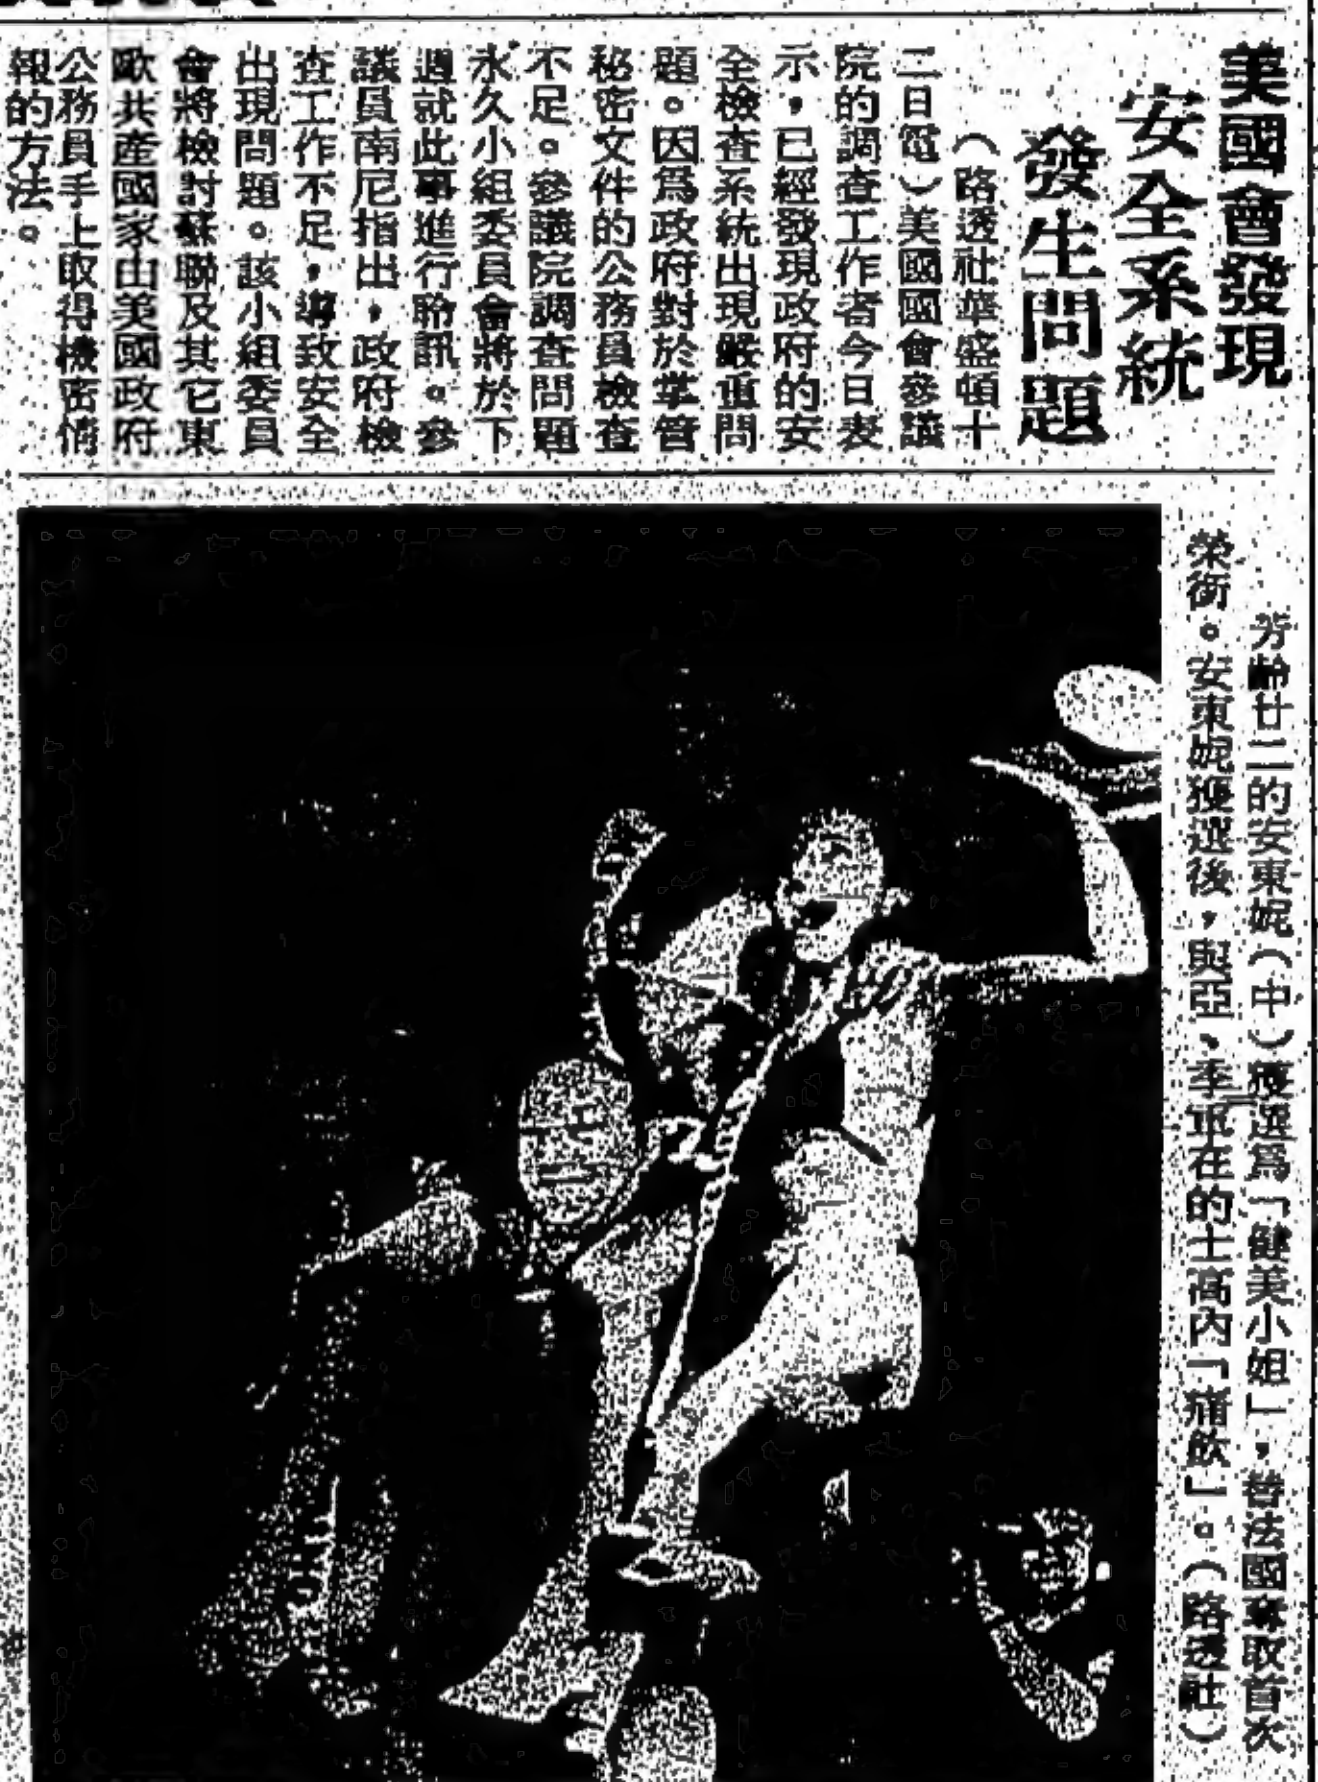 美國會發現
安全系統
發生問題
（路透社華盛頓十
二日電）美國國會參議
院的調查工作者今日表
示，已經發現政府的安
全檢查系統出現嚴重問
題。因爲政府對於掌管
秘密文件的公務員檢查
不足。參議院調查問題
永久小組委員會將於下
週就此事進行聆訊。參
議員南尼指出，政府檢
查工作不足，導致安全
出現問題。該小組委員
會將檢討蘇聯及其它東
歐共產國家由美國政府
公務員手上取得機密情
報的方法。
芳齡廿二的安東妮（中）獲選爲「健美小姐」，替法國奪取首次
榮銜。安東妮獲選後，與亞、季軍在的士高內「痛飲」。（路透社）